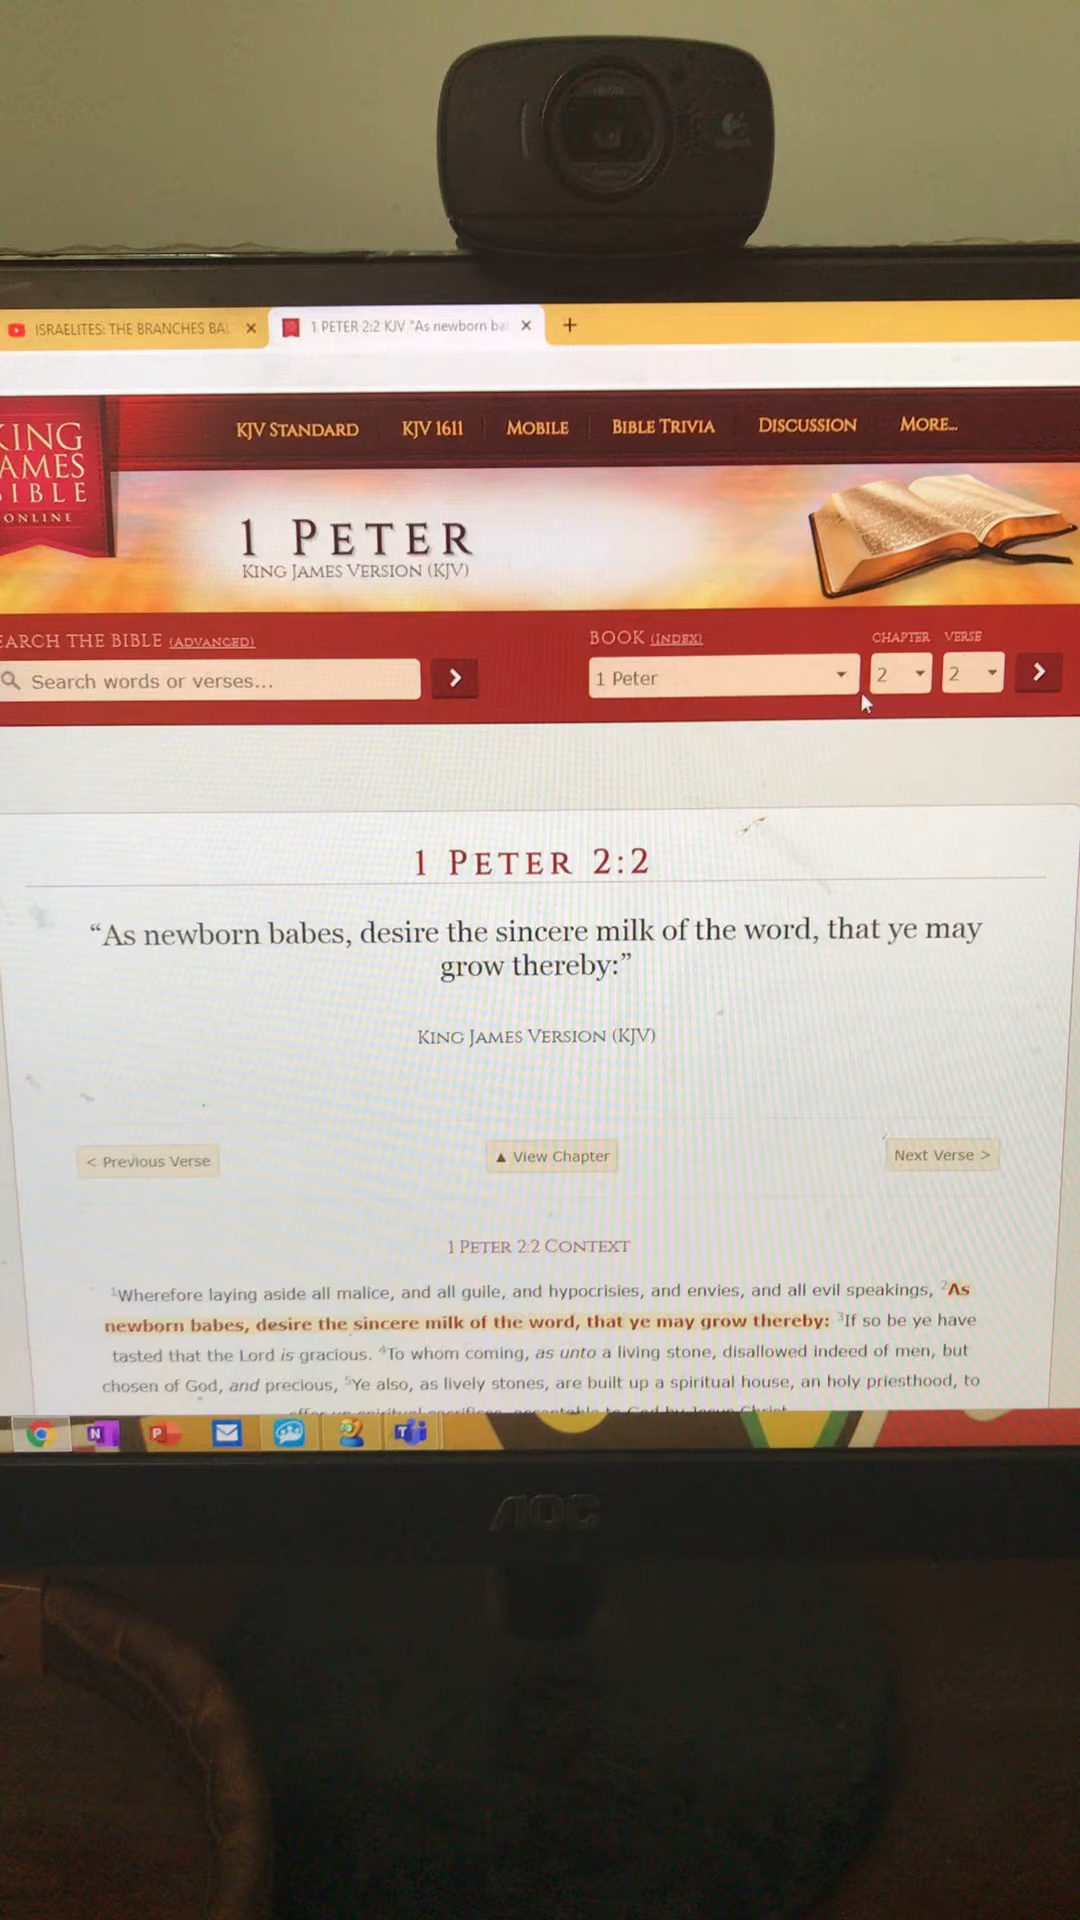 logitech
ISRAELITES: THE BRANCHES BA
1 PETER 2:2 KJV "As newborn ba
KING
JAMES
BIBLE
ONLINE
KJV STANDARD
KJV 1611
MOBILE
BIBLE TRIVIA
DISCUSSION
MORE...
1 PETER
KING JAMES VERSION (KJV)
EARCH THE BIBLE (ADVANCED)
BOOK (INDEX)
CHAPTER
VERSE
Search words or verses...
1 Peter
2
2
1 PETER 2:2
“As newborn babes, desire the sincere milk of the word, that ye may
grow thereby:”
KING JAMES VERSION (KJV)
< Previous Verse
▲ View Chapter
Next Verse >
1 PETER 2:2 CONTEXT
1Wherefore laying aside all malice, and all guile, and hypocrisies, and envies, and all evil speakings, 2As
newborn babes, desire the sincere milk of the word, that ye may grow thereby: 3If so be ye have
tasted that the Lord is gracious. 4To whom coming, as unto a living stone, disallowed indeed of men, but
chosen of God, and precious, 5Ye also, as lively stones, are built up a spiritual house, an holy priesthood, to
AOC